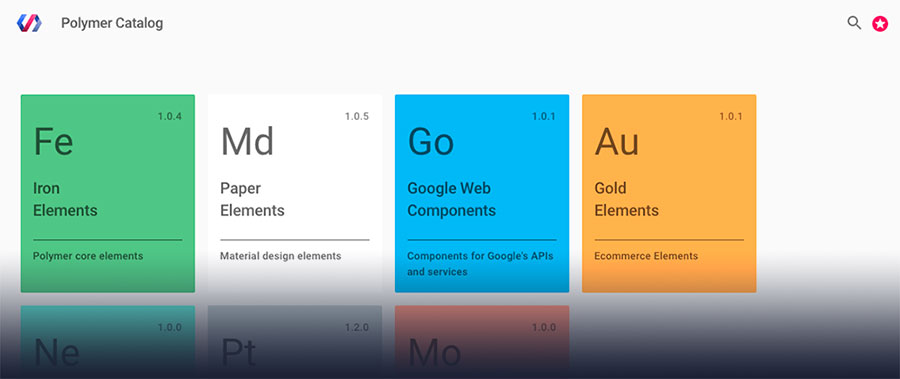 Polymer Catalog
1.0.4
Fe
Iron
Elements
Polymer core elements
1.0.5
Md
Paper
Elements
Material design elements
1.0.1
Go
Google Web
Components
Components for Google's APIs
and services
1.0.1
Au
Gold
Elements
Ecommerce Elements
1.0.0
Ne
1.2.0
Pt
1.0.0
Mo